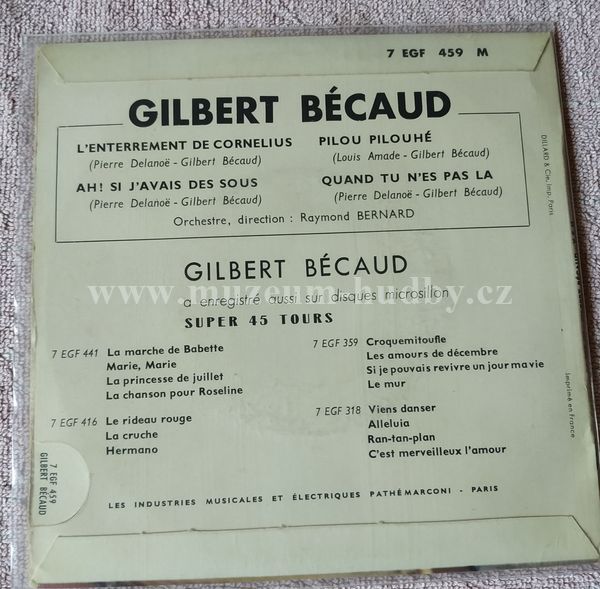 7 EGF 459 M
GILBERT BÉCAUD
L'ENTERREMENT DE CORNELIUS
(Pierre Delanoë - Gilbert Bécaud)
PILOU PILOUHÉ
(Louis Amade - Gilbert Bécaud)
AH! SI J'AVAIS DES SOUS
(Pierre Delanoë - Gilbert Bécaud)
QUAND TU N'ES PAS LA
(Pierre Delanoë - Gilbert Bécaud)
Orchestre, direction : Raymond BERNARD
GILBERT BÉCAUD
a enregistré aussi sur disques microsillon
SUPER 45 TOURS
7 EGF 441 La marche de Babette
Marie, Marie
La princesse de juillet
La chanson pour Roseline
7 EGF 416 Le rideau rouge
La cruche
Hermano
7 EGF 359 Croquemitoufle
Les amours de décembre
Si je pouvais revivre un jour ma vie
Le mur
7 EGF 318 Viens danser
Alleluia
Ran-tan-plan
C'est merveilleux l'amour
LES INDUSTRIES MUSICALES ET ÉLECTRIQUES PATHÉMARCONI - PARIS
7 EGF 459
GILBERT BÉCAUD
DILLARD & Cie. Imp. Paris
Imprimé en France
www.muzeum-hudby.cz